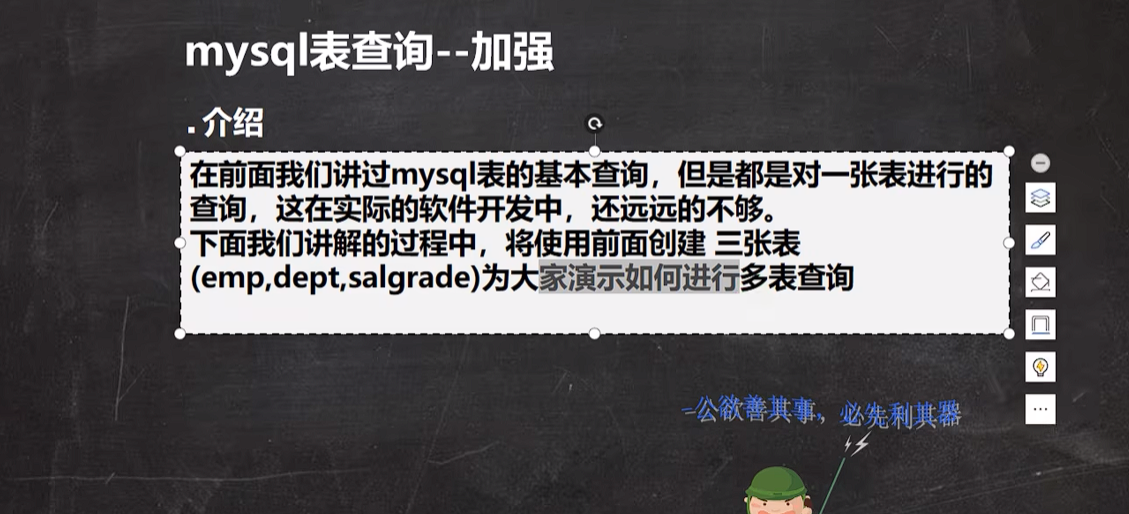 mysql表查询--加强
. 介绍
在前面我们讲过mysql表的基本查询，但是都是对一张表进行的
查询，这在实际的软件开发中，还远远的不够。
下面我们讲解的过程中，将使用前面创建 三张表
(emp,dept,salgrade)为大家演示如何进行多表查询
公欲善其事，必先利其器